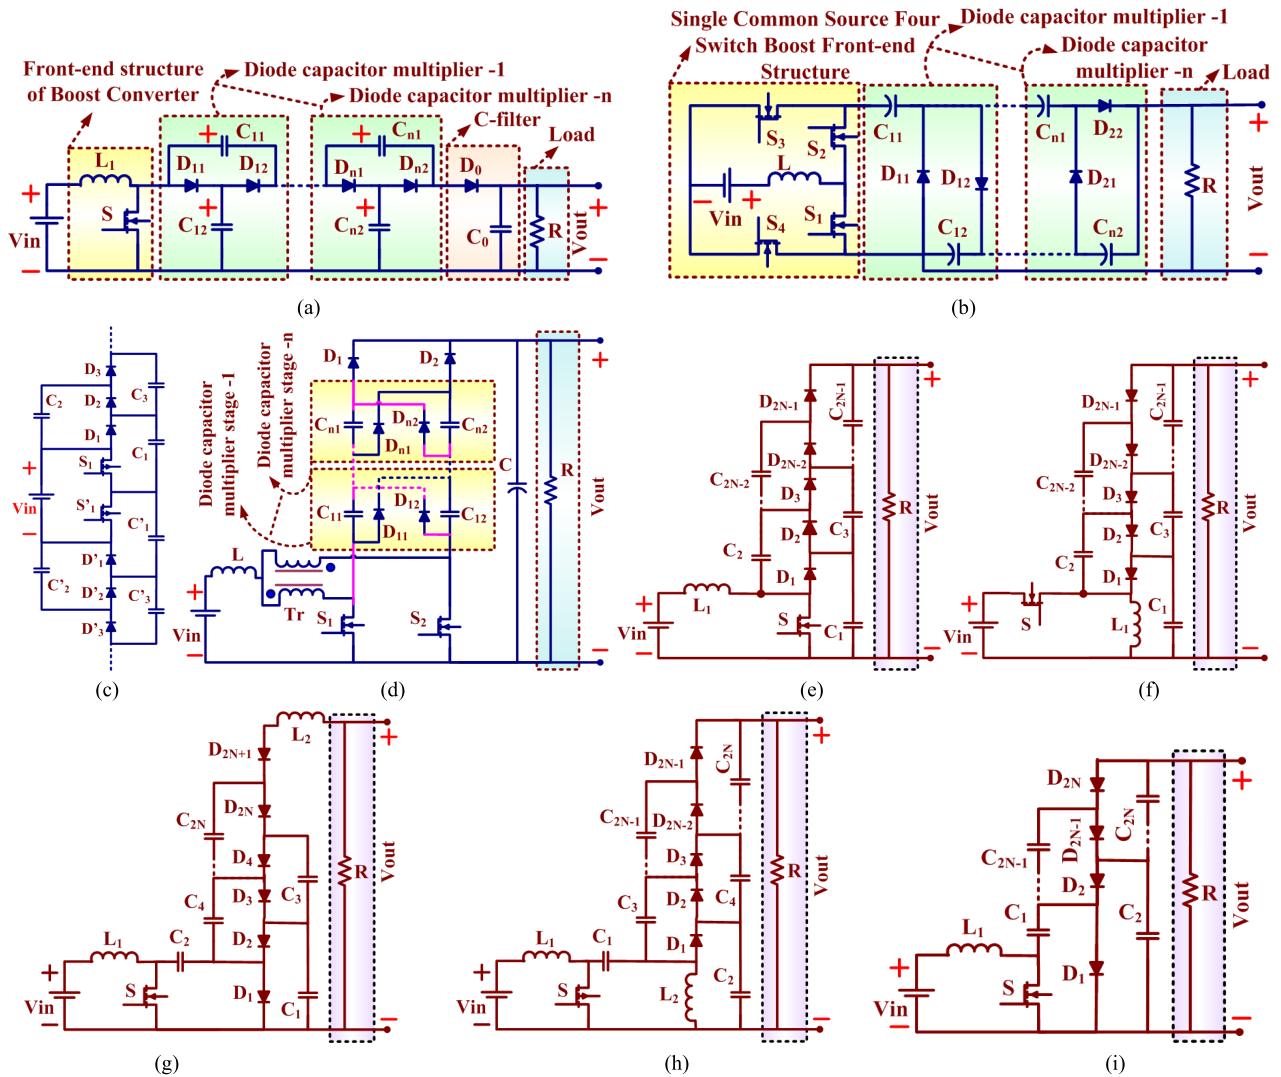 Front-end structure
of Boost Converter
Diode capacitor multiplier -1
Diode capacitor multiplier -n
C-filter
Load
L1
S
Vin
D11
C11
D12
C12
Dn1
Cn1
Dn2
Cn2
D0
C0
R
Vout
(a)
Single Common Source Four
Switch Boost Front-end
Structure
Diode capacitor multiplier -1
Diode capacitor
multiplier -n
Load
S3
S2
L
Vin
S1
S4
C11
D11
D12
C12
Cn1
D22
D21
Cn2
R
Vout
(b)
D3
C3
C2
D2
D1
C1
S1
Vin
S'1
C'1
D'1
C'2
D'2
C'3
D'3
(c)
Diode capacitor
multiplier stage -1
Diode capacitor
multiplier stage -n
D1
D2
Cn1
Dn2
Cn2
Dn1
C11
D12
C12
D11
C
R
Vout
L
Tr
S1
S2
Vin
(d)
D2N-1
C2N-1
D2N-2
C2N-2
D3
D2
C3
C2
D1
L1
S
C1
Vin
R
Vout
(e)
D2N-1
C2N-1
D2N-2
C2N-2
D3
D2
C3
C2
D1
S
L1
C1
Vin
R
Vout
(f)
L2
D2N+1
D2N
C2N
D4
D3
C3
C4
D2
C2
L1
S
D1
C1
Vin
R
Vout
(g)
D2N-1
C2N
C2N-1
D2N-2
D3
D2
C4
C3
D1
L1
C1
S
L2
C2
Vin
R
Vout
(h)
D2N
C2N
D2N-1
C2N-1
D2
C1
C2
L1
D1
S
Vin
R
Vout
(i)